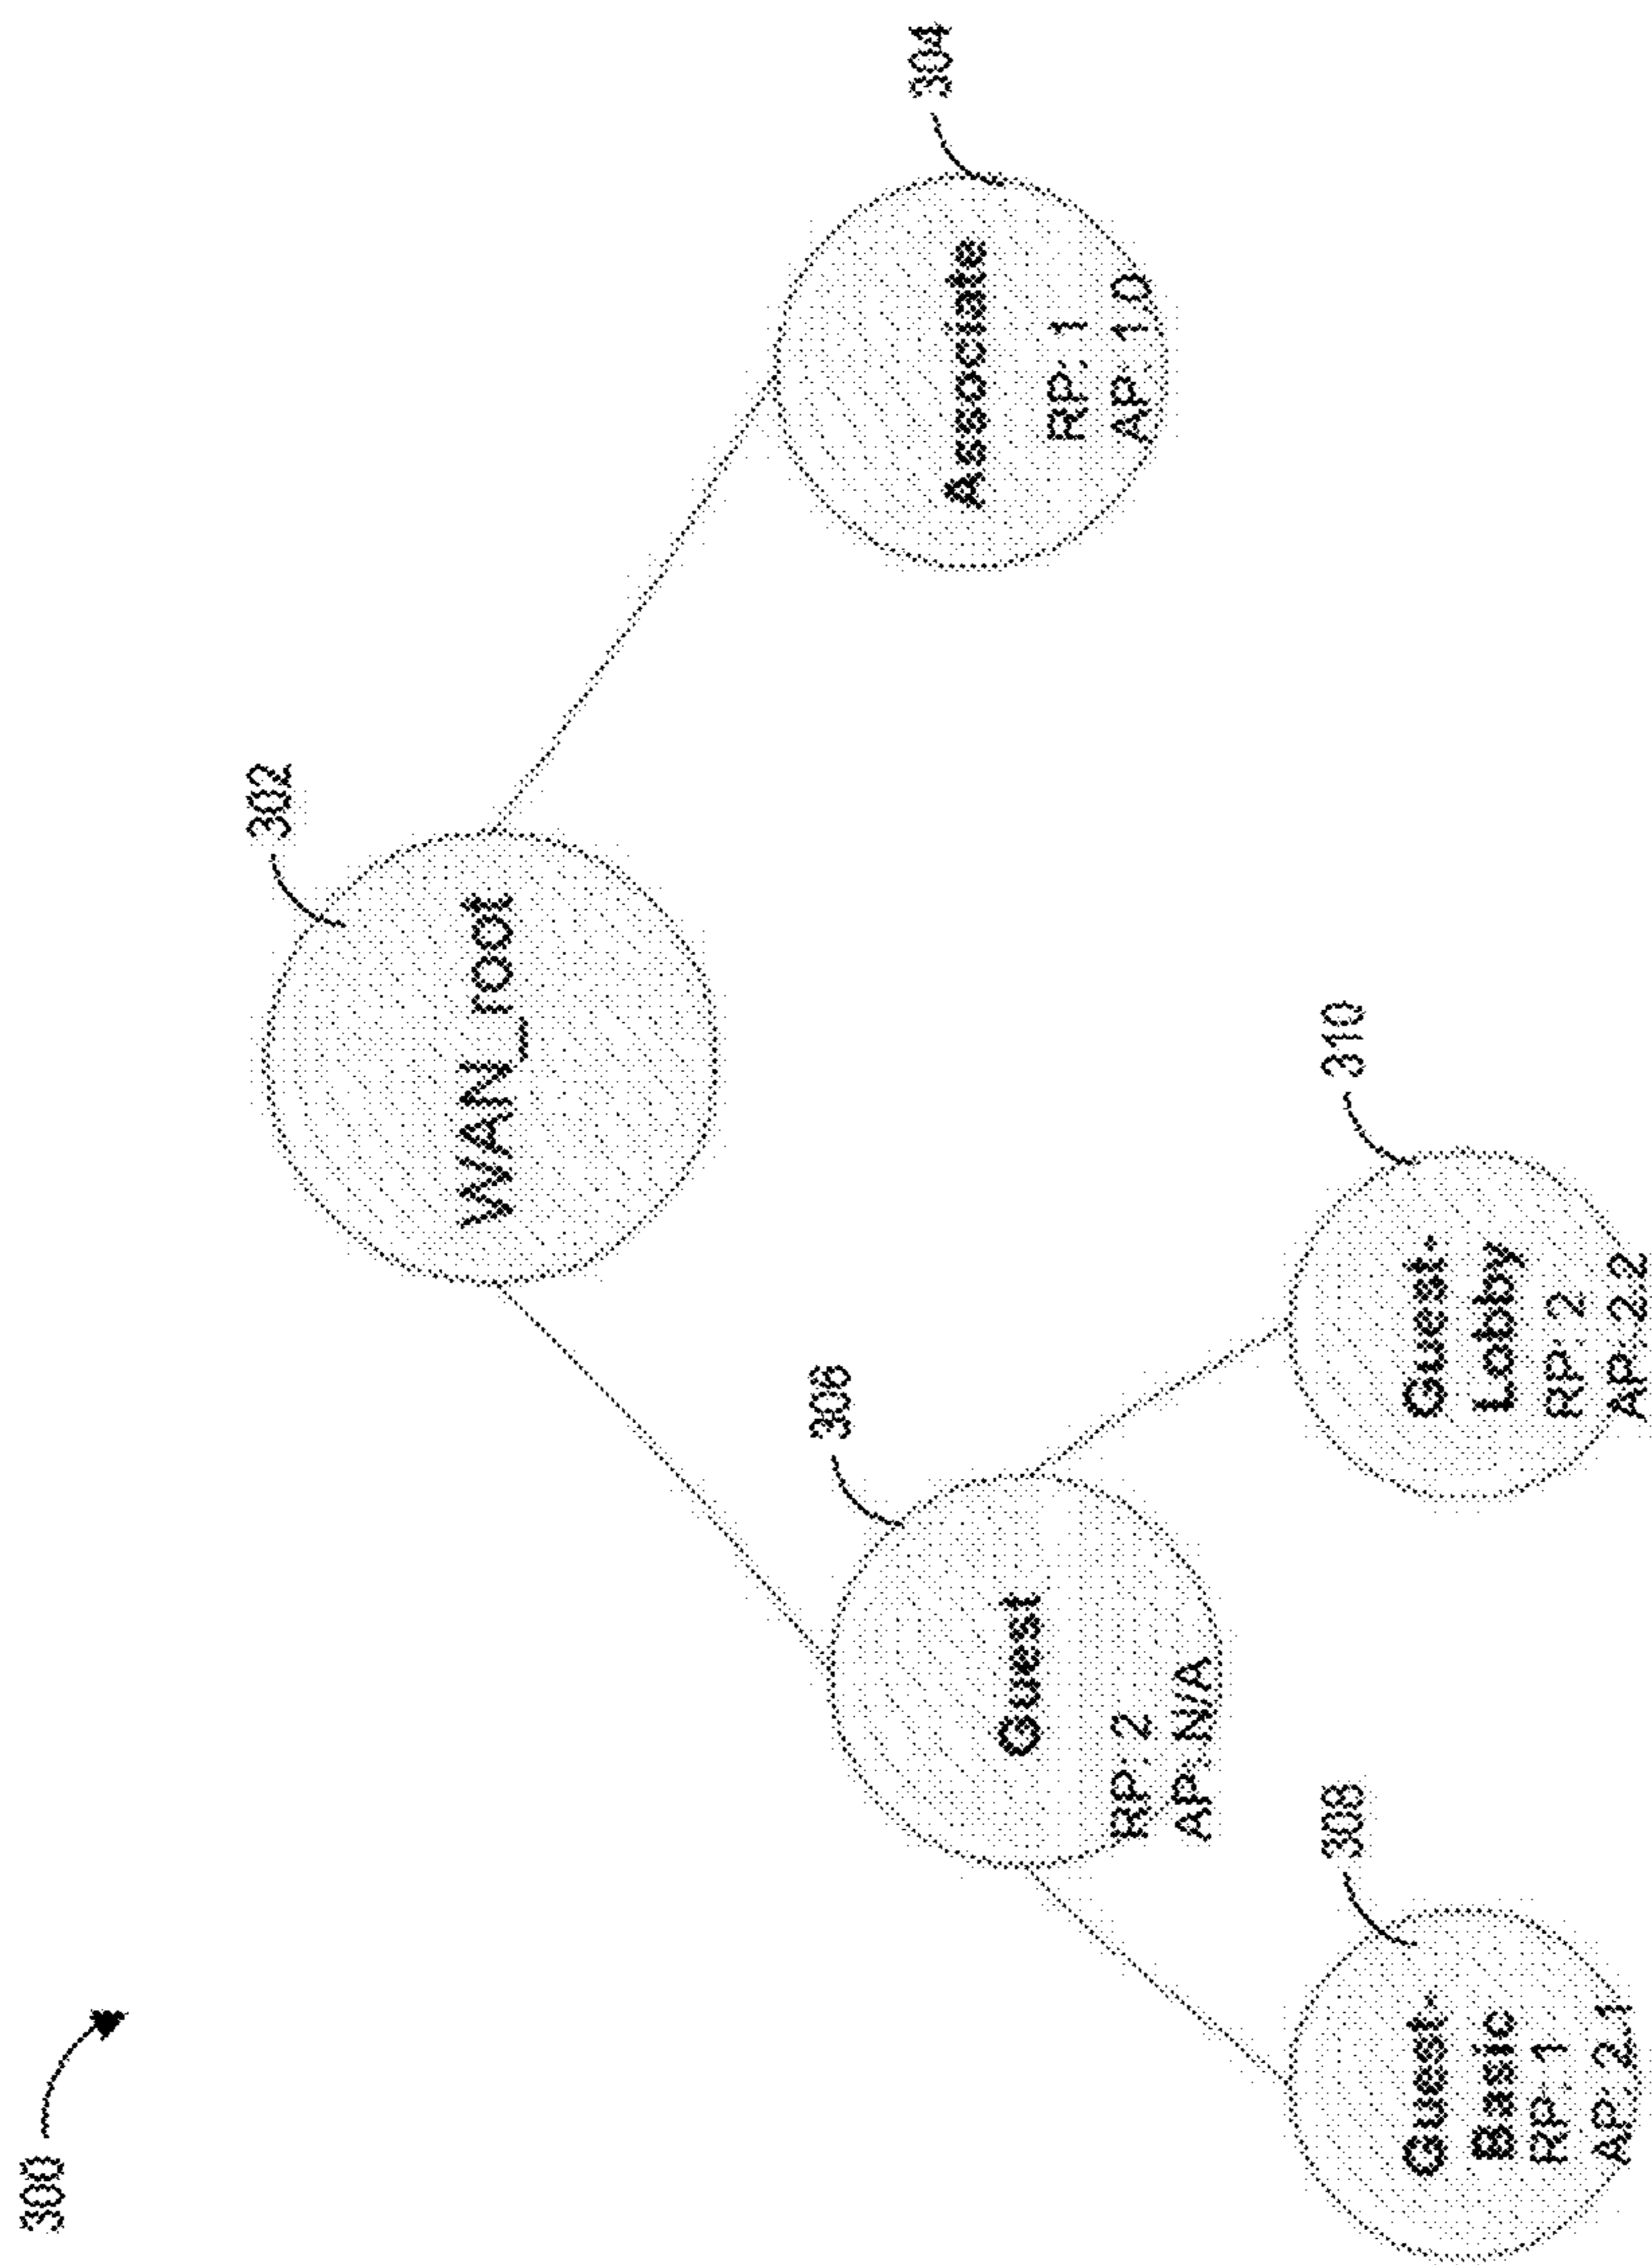 300
302
WAN_root
304
Associate
RP: 1
AP: 1.0
306
Guest
RP: 2
AP: N/A
308
Guest-
Basic
RP: 1
AP: 2.1
310
Guest-
Lobby
RP: 2
AP: 2.2